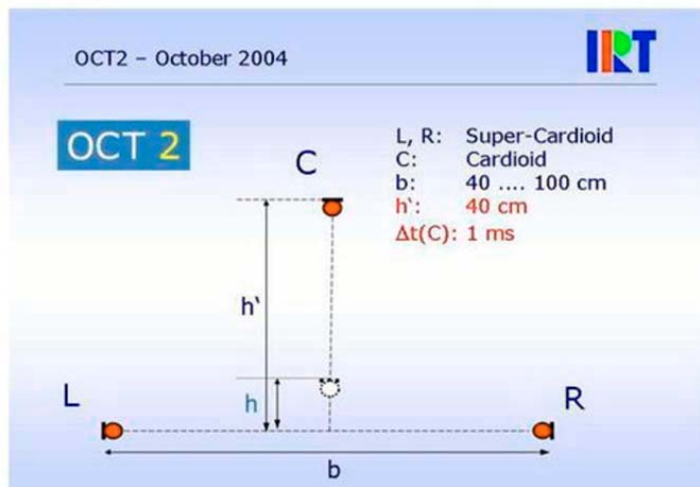 OCT2 – October 2004
IRT
OCT 2
L, R: Super-Cardioid
C: Cardioid
b: 40 .... 100 cm
h‘: 40 cm
Δt(C): 1 ms
C
h‘
h
L
R
b